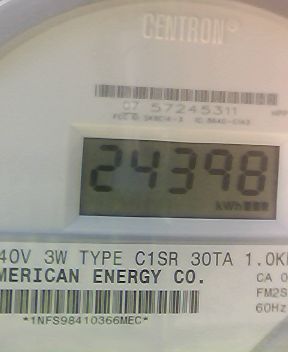 CENTRON®
C7 57245311
24398
kWh
40V 3W TYPE C1SR 30TA 1.0K
MERICAN ENERGY CO. CA 0
FM2S
60Hz
*1NFS98410366MEC*